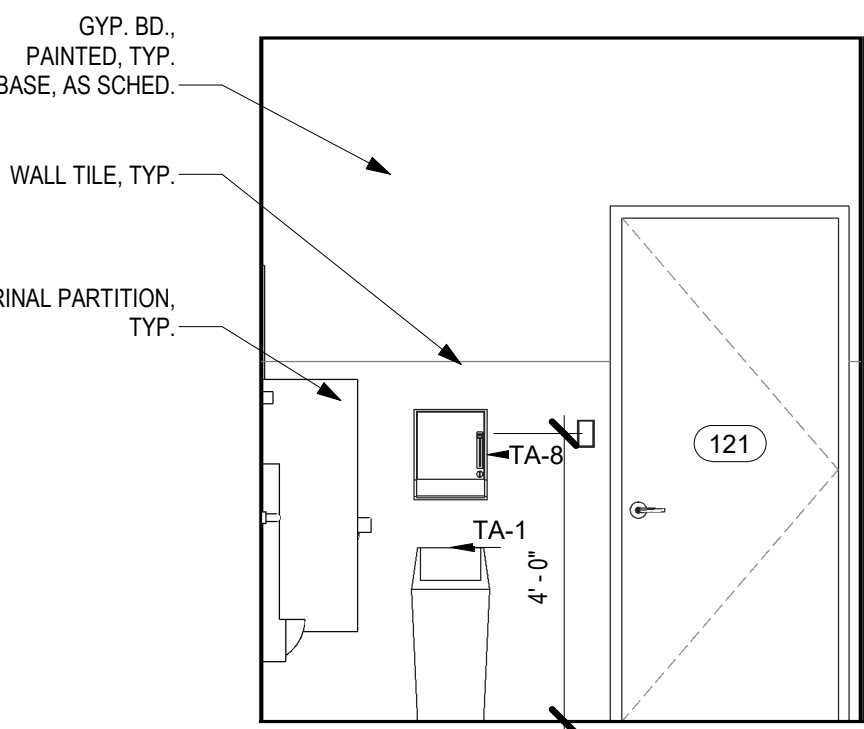 GYP. BD.,
PAINTED, TYP.
BASE, AS SCHED.
WALL TILE, TYP.
RINAL PARTITION,
TYP.
121
TA-8
TA-1
4' - 0"